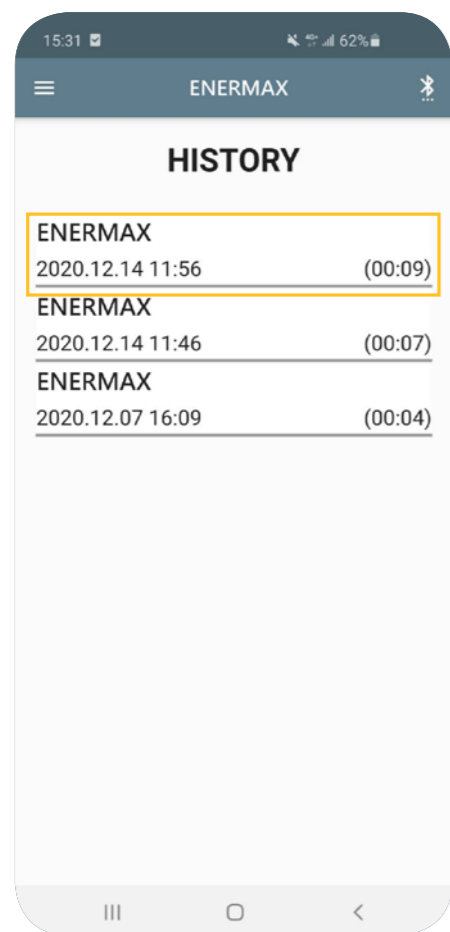 15:31 62%
ENERMAX
HISTORY
ENERMAX
2020.12.14 11:56 (00:09)
ENERMAX
2020.12.14 11:46 (00:07)
ENERMAX
2020.12.07 16:09 (00:04)